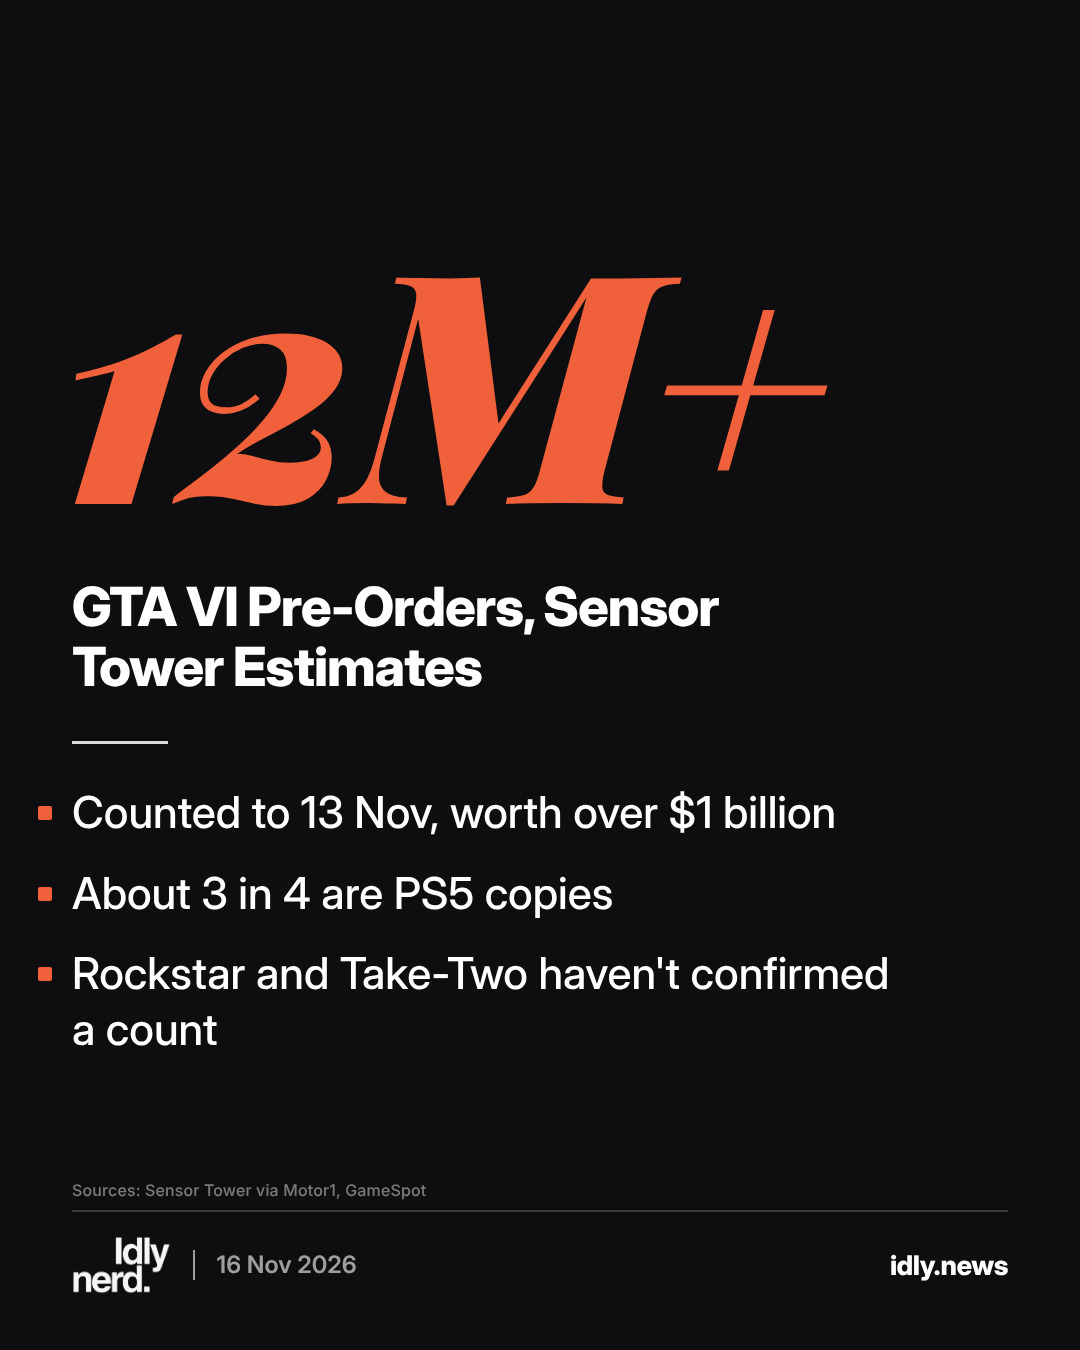 12M+
GTA VI Pre-Orders, Sensor
Tower Estimates
Counted to 13 Nov, worth over $1 billion
About 3 in 4 are PS5 copies
Rockstar and Take-Two haven't confirmed
a count
Sources: Sensor Tower via Motor1, GameSpot
Idly
nerd.
16 Nov 2026
idly.news